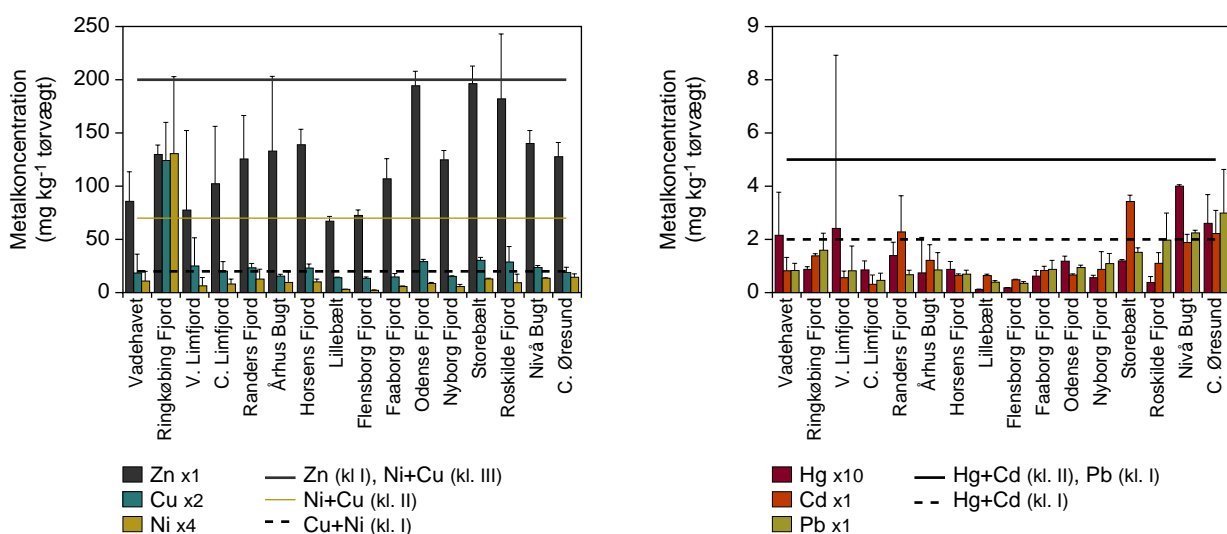 Metalkoncentration
(mg kg-1 tørvægt)
250
200
150
100
50
0
Vadehavet
Ringkøbing Fjord
V. Limfjord
C. Limfjord
Randers Fjord
Århus Bugt
Horsens Fjord
Lillebælt
Flensborg Fjord
Faaborg Fjord
Odense Fjord
Nyborg Fjord
Storebælt
Roskilde Fjord
Nivå Bugt
C. Øresund
Zn x1
Cu x2
Ni x4
Zn (kl I), Ni+Cu (kl. III)
Ni+Cu (kl. II)
Cu+Ni (kl. I)
Metalkoncentration
(mg kg-1 tørvægt)
9
6
4
2
0
Vadehavet
Ringkøbing Fjord
V. Limfjord
C. Limfjord
Randers Fjord
Århus Bugt
Horsens Fjord
Lillebælt
Flensborg Fjord
Faaborg Fjord
Odense Fjord
Nyborg Fjord
Storebælt
Roskilde Fjord
Nivå Bugt
C. Øresund
Hg x10
Cd x1
Pb x1
Hg+Cd (kl. II), Pb (kl. I)
Hg+Cd (kl. I)